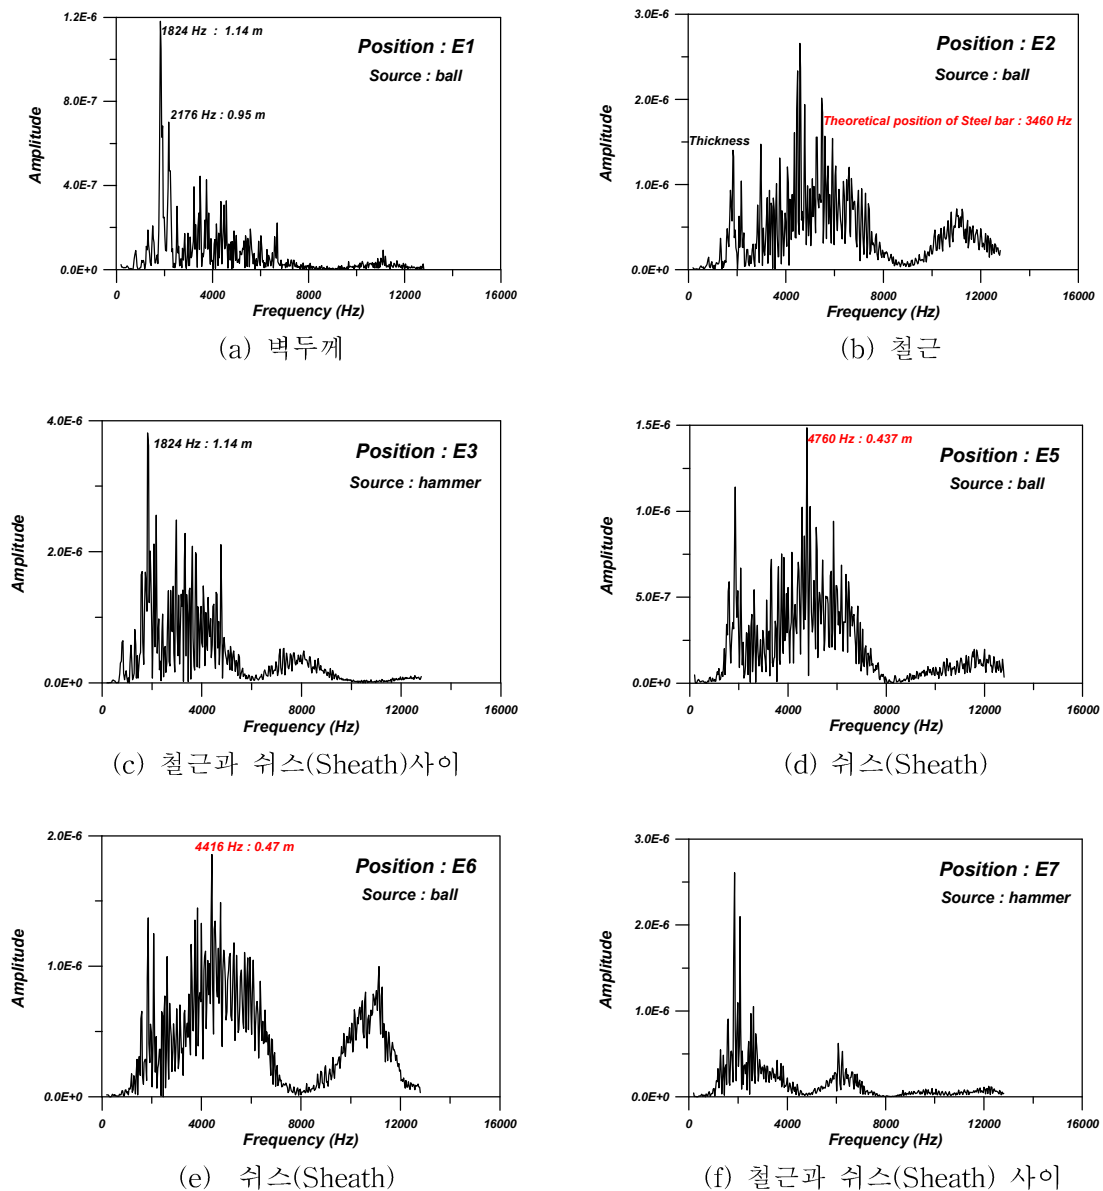 1.2E-6
8.0E-7
4.0E-7
0.0E+0
Amplitude
1824 Hz : 1.14 m
2176 Hz : 0.95 m
Position : E1
Source : ball
0 4000 8000 12000 16000
Frequency (Hz)
(a) 벽두께
3.0E-6
2.0E-6
1.0E-6
0.0E+0
Amplitude
Position : E2
Source : ball
Theoretical position of Steel bar : 3460 Hz
Thickness
0 4000 8000 12000 16000
Frequency (Hz)
(b) 철근
4.0E-6
2.0E-6
0.0E+0
Amplitude
1824 Hz : 1.14 m
Position : E3
Source : hammer
0 4000 8000 12000 16000
Frequency (Hz)
(c) 철근과 쉬스(Sheath)사이
1.5E-6
1.0E-6
5.0E-7
0.0E+0
Amplitude
4760 Hz : 0.437 m
Position : E5
Source : ball
0 4000 8000 12000 16000
Frequency (Hz)
(d) 쉬스(Sheath)
2.0E-6
1.0E-6
0.0E+0
Amplitude
4416 Hz : 0.47 m
Position : E6
Source : ball
0 4000 8000 12000 16000
Frequency (Hz)
(e) 쉬스(Sheath)
3.0E-6
2.0E-6
1.0E-6
0.0E+0
Amplitude
Position : E7
Source : hammer
0 4000 8000 12000 16000
Frequency (Hz)
(f) 철근과 쉬스(Sheath) 사이